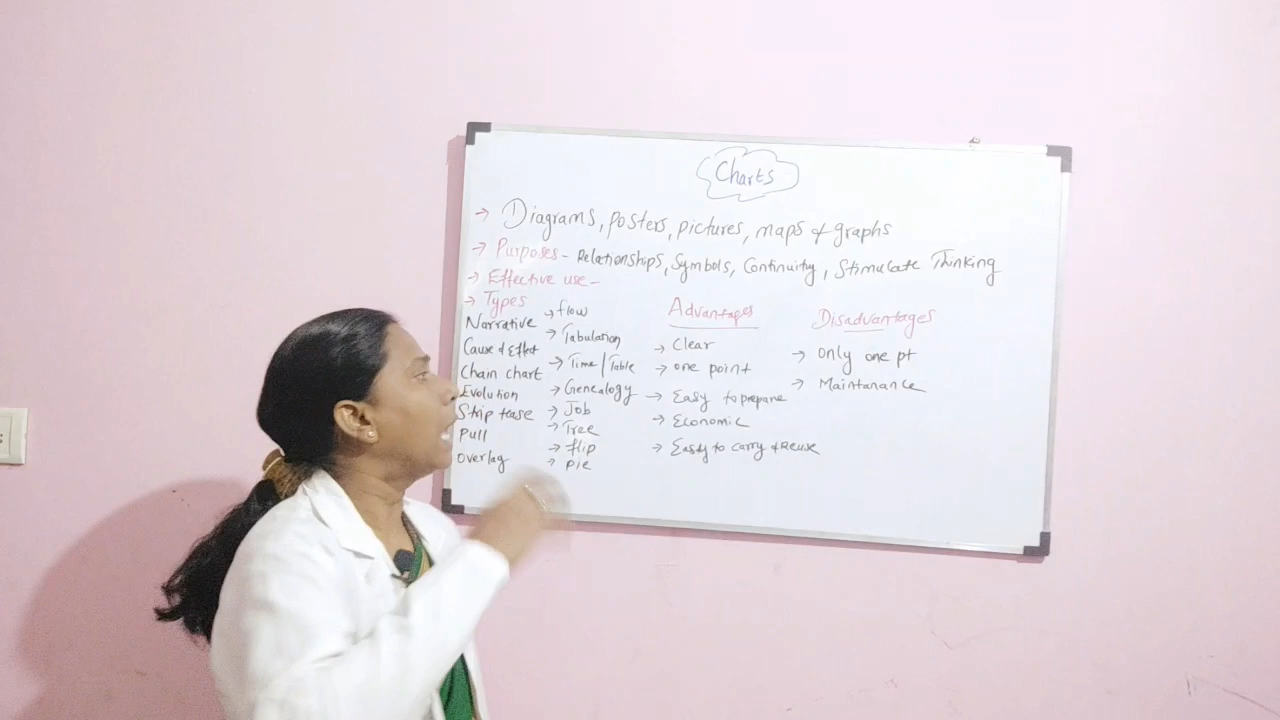 Charts
→ Diagrams, posters, pictures, maps & graphs
→ Purposes - Relationships, Symbols, Continuity, Stimulate Thinking
→ Effective use -
→ Types
Narrative
Cause & Effect
Chain chart
Evolution
Strip tease
Pull
overlag
→ flow
→ Tabulation
→ Time/Table
→ Genealogy
→ Job
→ Tree
→ flip
→ pie
Advantages
→ Clear
→ one point
→ Easy to prepare
→ Economic
→ Easy to carry & Reuse
Disadvantages
→ Only one pt
→ Maintanance